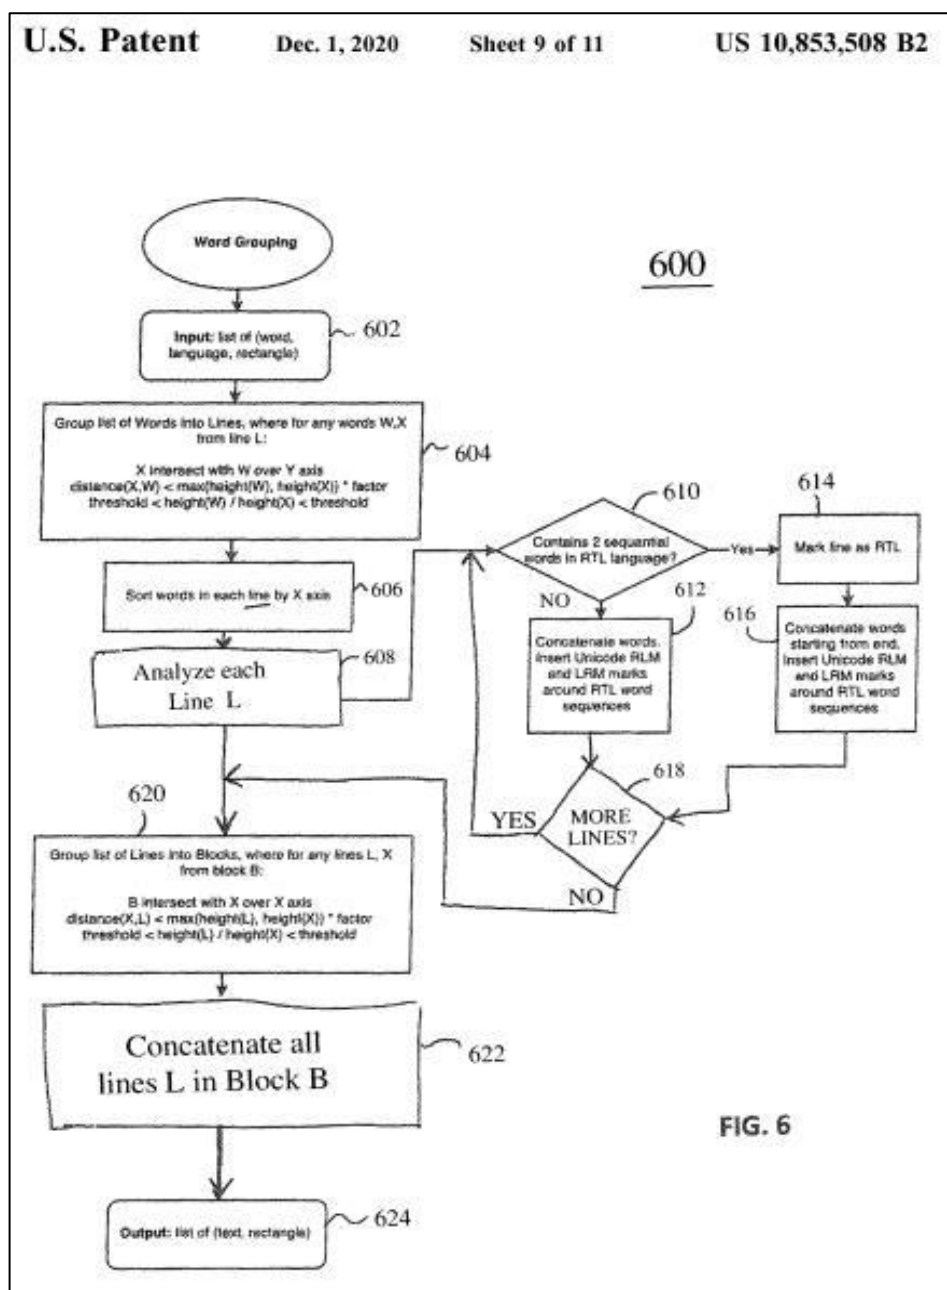 U.S. Patent Dec. 1, 2020 Sheet 9 of 11 US 10,853,508 B2
Word Grouping
600
Input: list of (word,
language, rectangle)
602
Group list of Words into Lines, where for any words W,X
from line L:
X intersect with W over Y axis
distance(X,W) < max(height(W), height(X)) * factor
threshold < height(W) / height(X) < threshold
604
Sort words in each line by X axis
606
Analyze each
Line L
608
Contains 2 sequential
words in RTL language?
610
Yes
Mark line as RTL
614
NO
Concatenate words.
Insert Unicode RLM
and LRM marks
around RTL word
sequences
612
Concatenate words
starting from end.
Insert Unicode RLM
and LRM marks
around RTL word
sequences
616
MORE
LINES?
618
YES
NO
620
Group list of Lines into Blocks, where for any lines L, X
from block B:
B intersect with X over X axis
distance(X,L) < max(height(L), height(X)) * factor
threshold < height(L) / height(X) < threshold
Concatenate all
lines L in Block B
622
Output: list of (text, rectangle)
624
FIG. 6